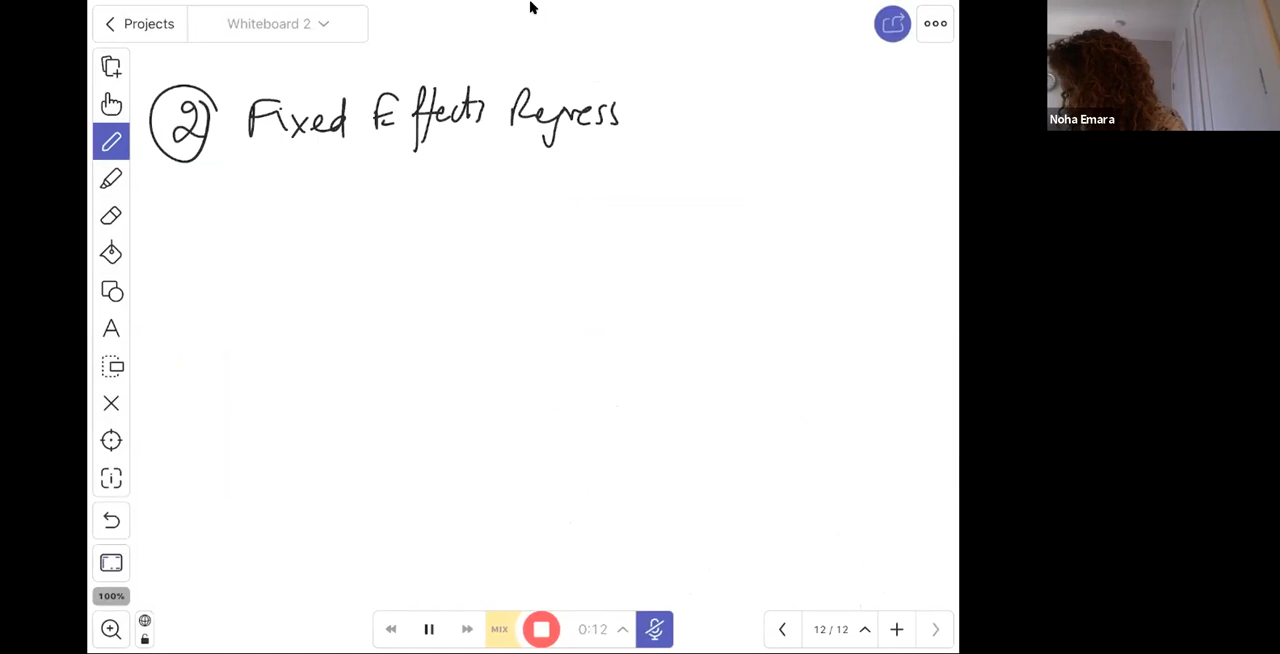 Projects
Whiteboard 2
2 Fixed Effects Regress
Noha Emara
A
100%
MIX
0:12
12 / 12